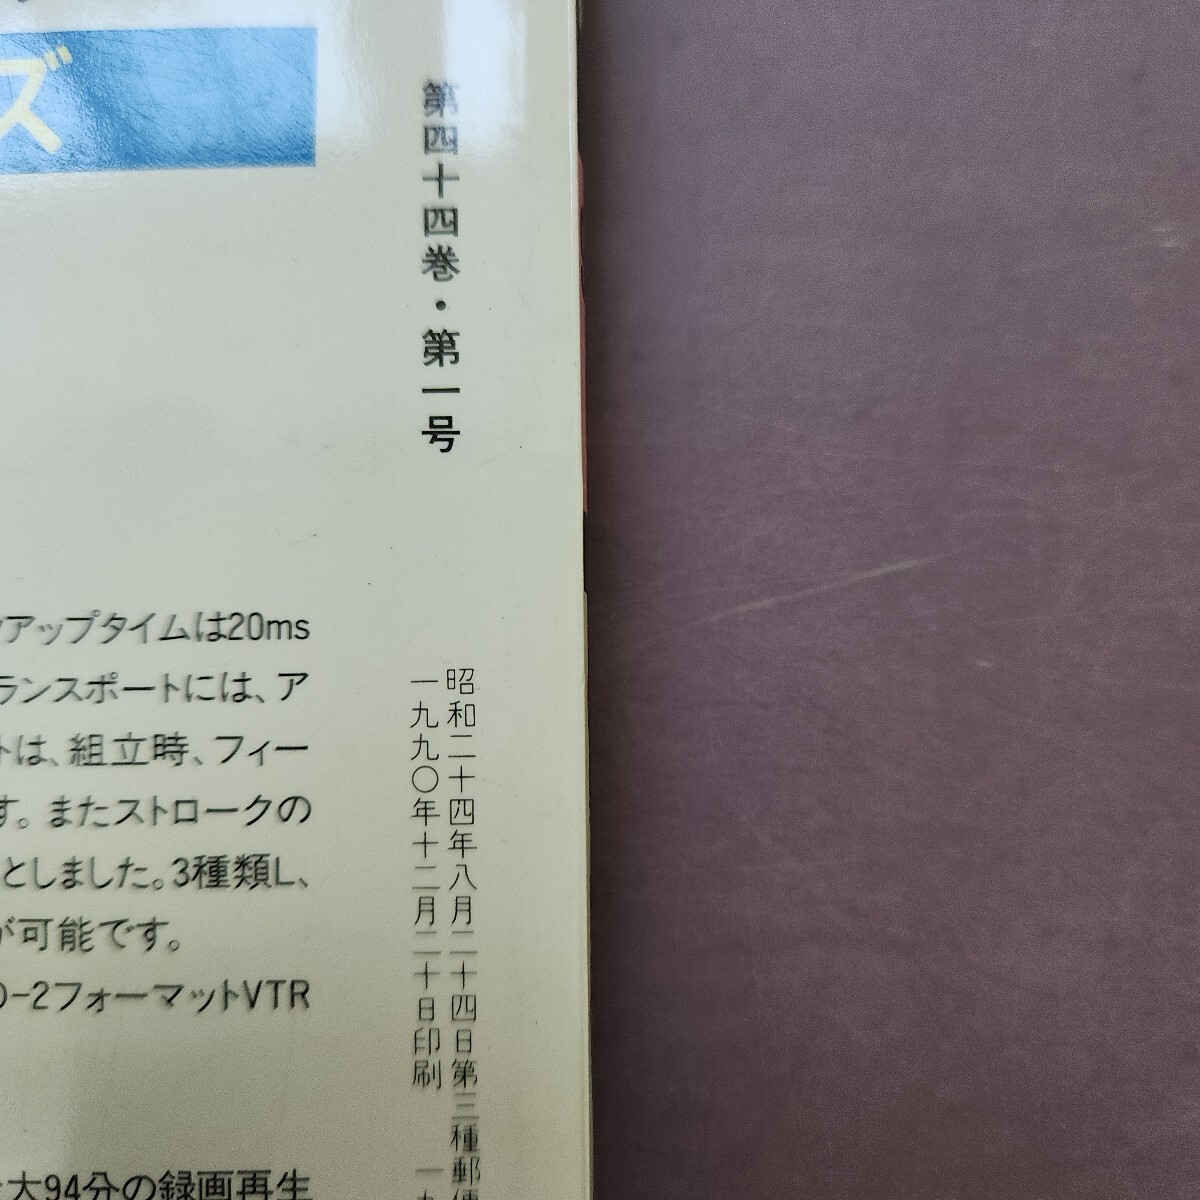 ズ
第四十四巻・第一号
昭和二十四年八月二十四日第三種郵便
一九九〇年十二月二十日印刷 一九
アップタイムは20ms
ランスポートには、ア
トは、組立時、フィー
す。またストロークの
としました。3種類L、
が可能です。
D-2フォーマットVTR
大94分の録画再生